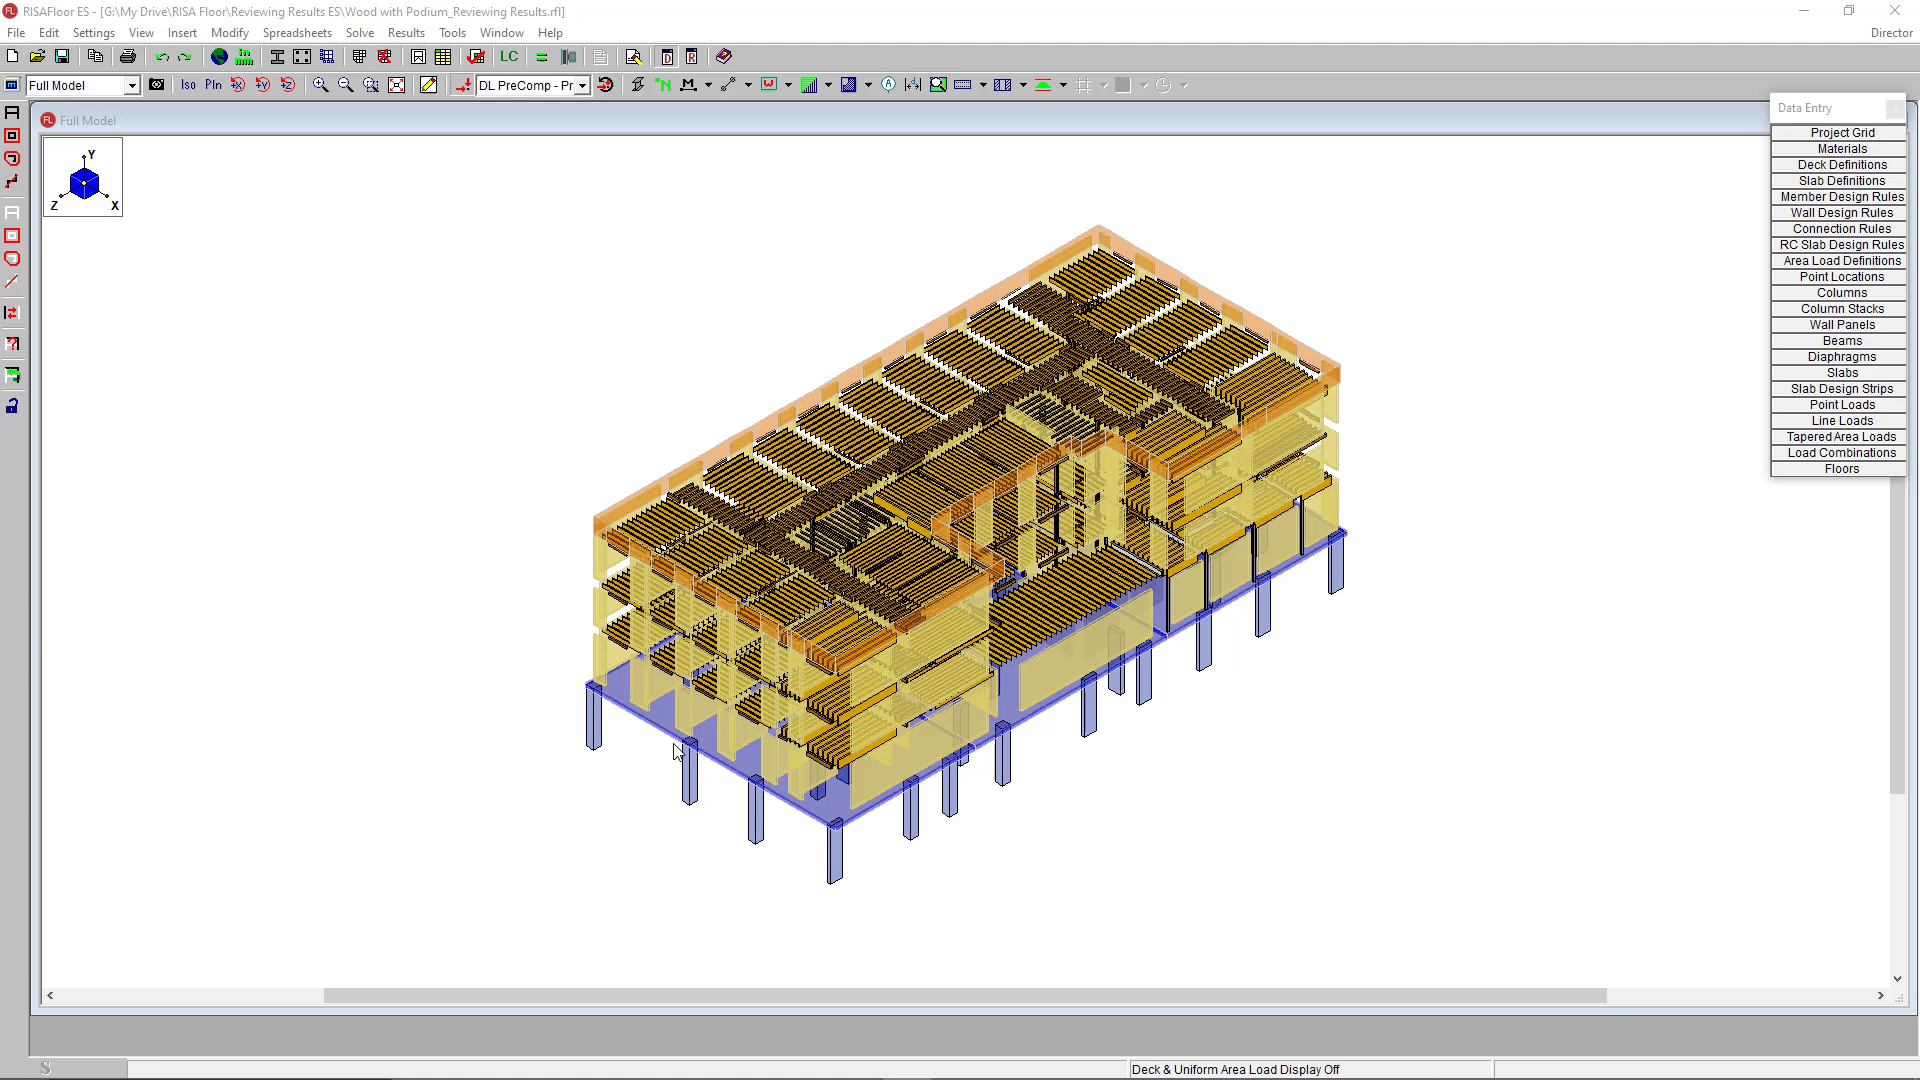 FL RISAFloor ES - [G:\My Drive\RISA Floor\Reviewing Results ES\Wood with Podium_Reviewing Results.rfl]
File Edit Settings View Insert Modify Spreadsheets Solve Results Tools Window Help Director
LC D R
Full Model Iso Pln X Y Z DL PreComp - Pr N M W A
FL Full Model
Y
Z X
Data Entry
Project Grid
Materials
Deck Definitions
Slab Definitions
Member Design Rules
Wall Design Rules
Connection Rules
RC Slab Design Rules
Area Load Definitions
Point Locations
Columns
Column Stacks
Wall Panels
Beams
Diaphragms
Slabs
Slab Design Strips
Point Loads
Line Loads
Tapered Area Loads
Load Combinations
Floors
S Deck & Uniform Area Load Display Off